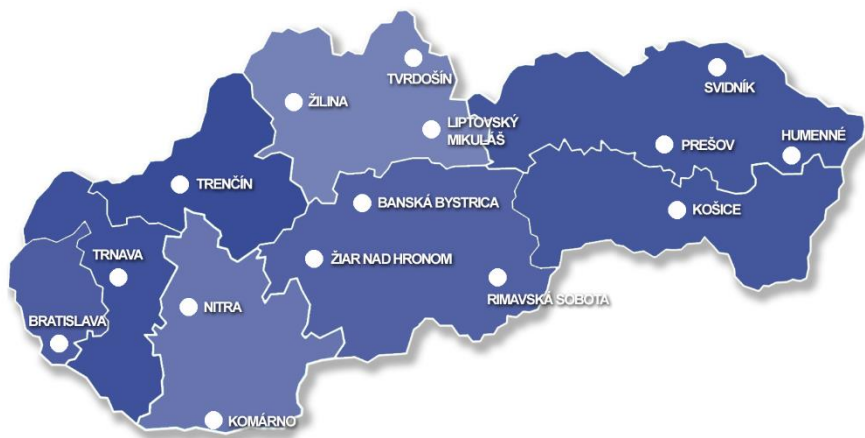 TVRDOŠÍN
SVIDNÍK
ŽILINA
LIPTOVSKÝ
MIKULÁŠ
HUMENNÉ
PREŠOV
TRENČÍN
BANSKÁ BYSTRICA
KOŠICE
TRNAVA
ŽIAR NAD HRONOM
RIMAVSKÁ SOBOTA
NITRA
BRATISLAVA
KOMÁRNO